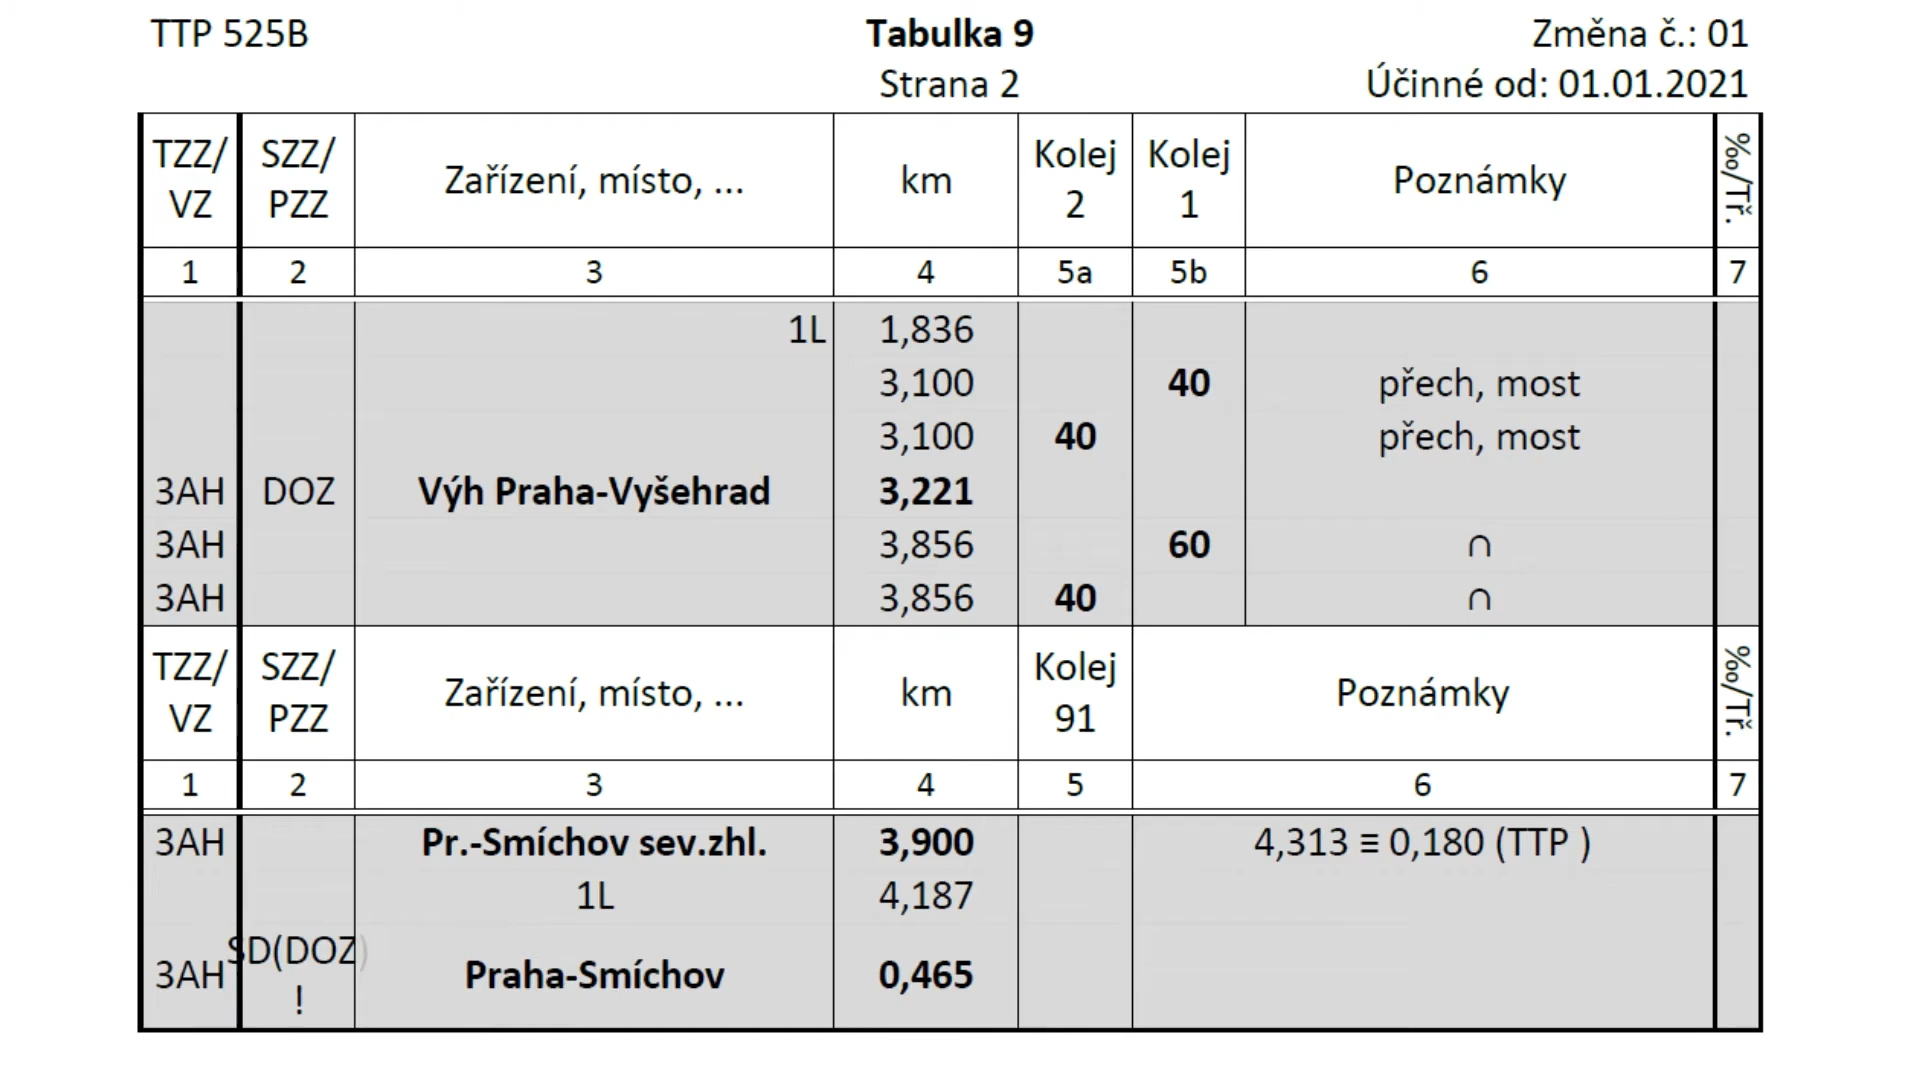 TTP 525B Tabulka 9 Změna č.: 01
Strana 2 Účinné od: 01.01.2021
TZZ/ VZ SZZ/ PZZ Zařízení, místo, ... km Kolej 2 Kolej 1 Poznámky ‰/Tř.
1 2 3 4 5a 5b 6 7
1L 1,836
3,100 40 přech, most
3,100 40 přech, most
3AH DOZ Výh Praha-Vyšehrad 3,221
3AH 3,856 60 ∩
3AH 3,856 40 ∩
TZZ/ VZ SZZ/ PZZ Zařízení, místo, ... km Kolej 91 Poznámky ‰/Tř.
1 2 3 4 5 6 7
3AH Pr.-Smíchov sev.zhl. 3,900 4,313 ≡ 0,180 (TTP )
1L 4,187
3AH SD(DOZ) ! Praha-Smíchov 0,465